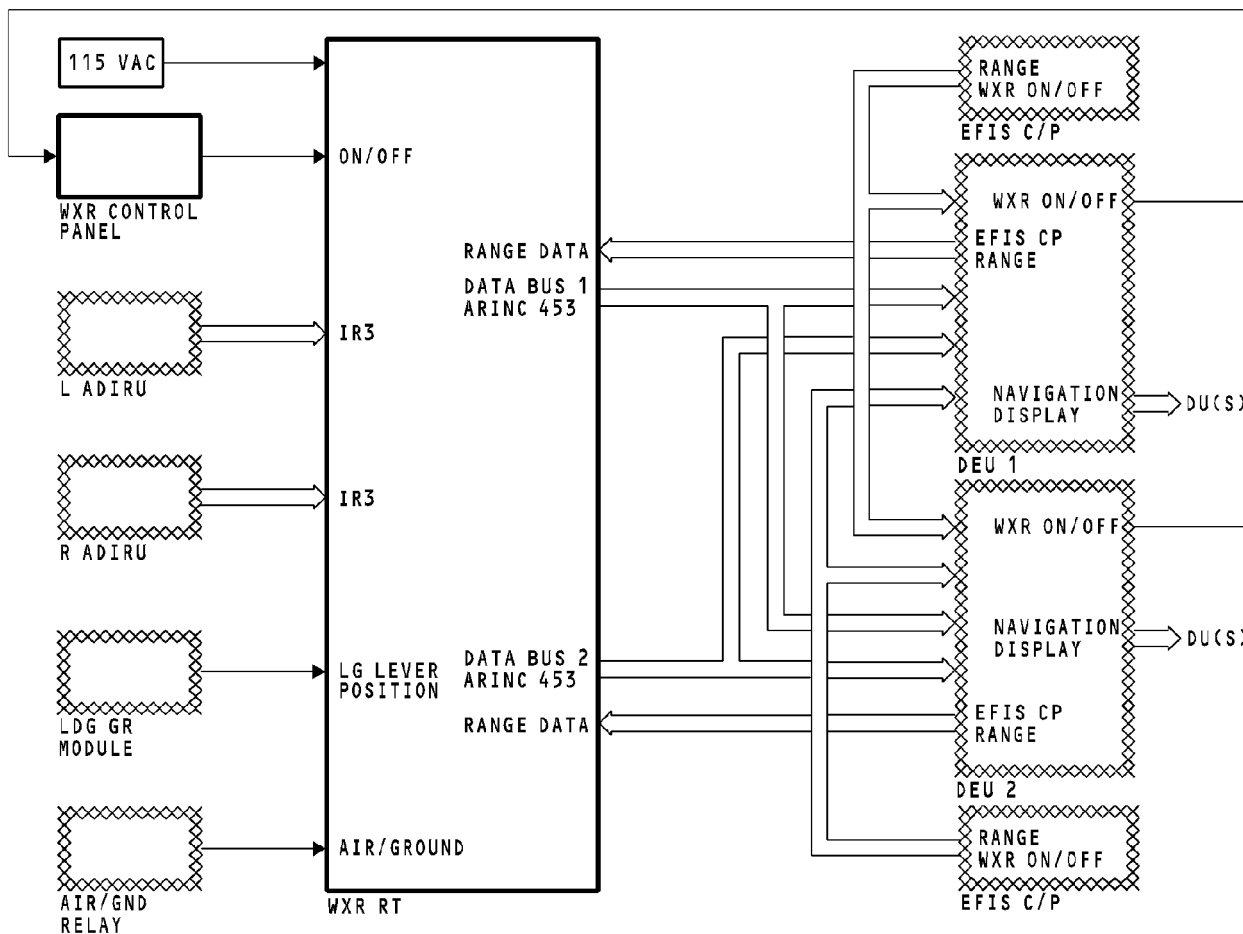 115 VAC
WXR CONTROL
PANEL
L ADIRU
R ADIRU
LDG GR
MODULE
AIR/GND
RELAY
ON/OFF
IR3
IR3
LG LEVER
POSITION
AIR/GROUND
RANGE DATA
DATA BUS 1
ARINC 453
DATA BUS 2
ARINC 453
RANGE DATA
WXR RT
RANGE
WXR ON/OFF
EFIS C/P
WXR ON/OFF
EFIS CP
RANGE
NAVIGATION
DISPLAY
DU(S)
DEU 1
WXR ON/OFF
NAVIGATION
DISPLAY
DU(S)
EFIS CP
RANGE
DEU 2
RANGE
WXR ON/OFF
EFIS C/P